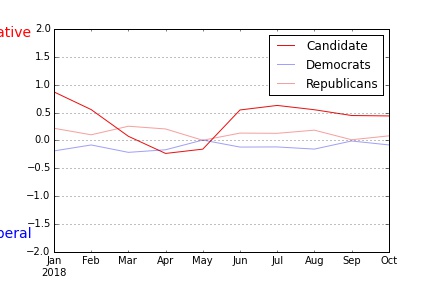 ative
2.0
1.5
1.0
0.5
0.0
−0.5
−1.0
−1.5
−2.0
beral
Candidate
Democrats
Republicans
Jan Feb Mar Apr May Jun Jul Aug Sep Oct
2018